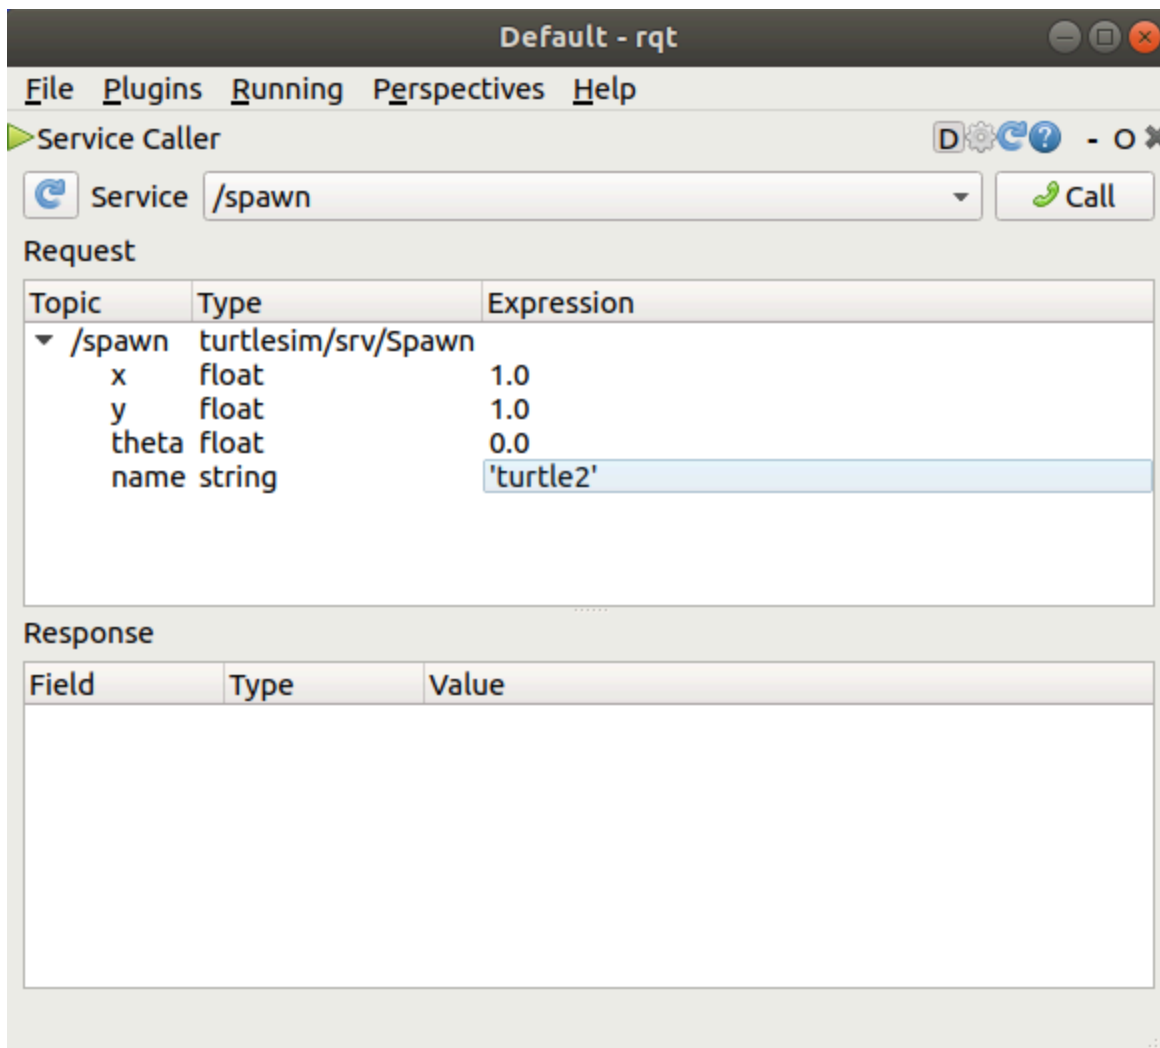 Default - rqt
File Plugins Running Perspectives Help
Service Caller D ? - O
Service /spawn Call
Request
Topic Type Expression
/spawn turtlesim/srv/Spawn
x float 1.0
y float 1.0
theta float 0.0
name string 'turtle2'
Response
Field Type Value